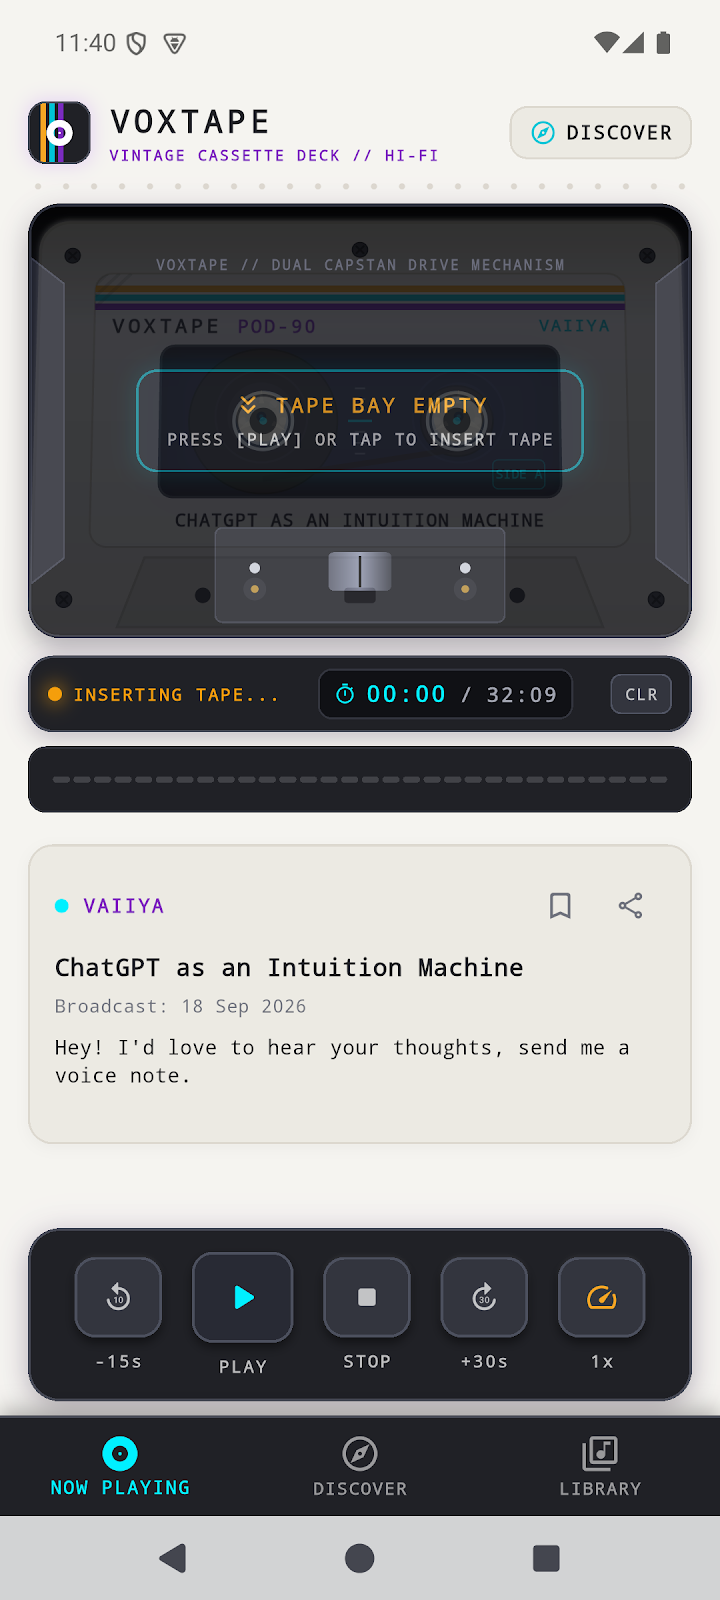 11:40
VOXTAPE
VINTAGE CASSETTE DECK // HI-FI
DISCOVER
VOXTAPE // DUAL CAPSTAN DRIVE MECHANISM
VOXTAPE POD-90
VAIIYA
TAPE BAY EMPTY
PRESS [PLAY] OR TAP TO INSERT TAPE
SIDE A
CHATGPT AS AN INTUITION MACHINE
INSERTING TAPE...
00:00 / 32:09
CLR
VAIIYA
ChatGPT as an Intuition Machine
Broadcast: 18 Sep 2026
Hey! I'd love to hear your thoughts, send me a
voice note.
10
30
-15s
PLAY
STOP
+30s
1x
NOW PLAYING
DISCOVER
LIBRARY